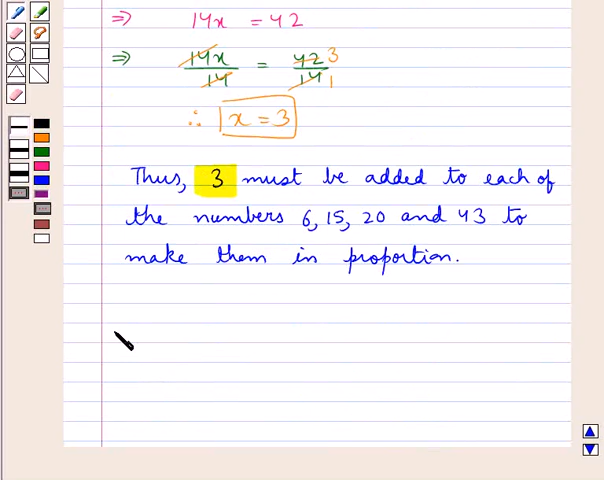 ⇒ 14x = 42
⇒ 14x/14 = 42/14 3/1
∴ x = 3
Thus, 3 must be added to each of
the numbers 6, 15, 20 and 43 to
make them in proportion.